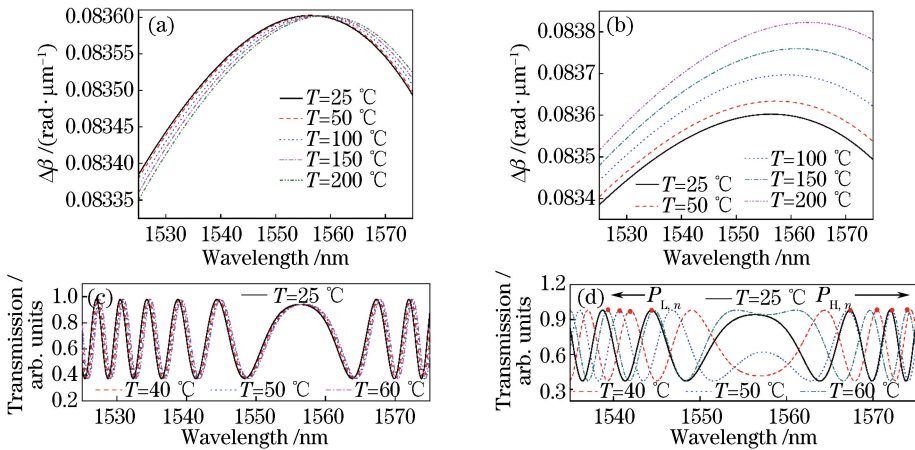 (a)
0.08360
0.08355
0.08350
0.08345
0.08340
0.08335
Δβ /(rad·μm⁻¹)
T=25 ℃
T=50 ℃
T=100 ℃
T=150 ℃
T=200 ℃
1530 1540 1550 1560 1570
Wavelength /nm
(b)
0.0838
0.0837
0.0836
0.0835
0.0834
Δβ /(rad·μm⁻¹)
T=100 ℃
T=25 ℃ T=150 ℃
T=50 ℃ T=200 ℃
1530 1540 1550 1560 1570
Wavelength /nm
(c)
Transmission /
arb. units
1.0
0.8
0.6
0.4
0.2
T=25 ℃
T=40 ℃ T=50 ℃ T=60 ℃
1530 1540 1550 1560 1570
Wavelength /nm
(d)
Transmission /
arb. units
1.2
0.9
0.6
0.3
P_L, n T=25 ℃ P_H, n
T=40 ℃ T=50 ℃ T=60 ℃
1540 1550 1560 1570
Wavelength /nm